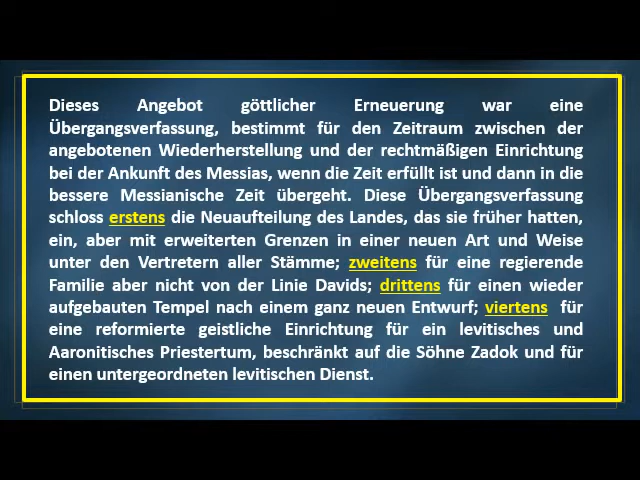 Dieses Angebot göttlicher Erneuerung war eine
Übergangsverfassung, bestimmt für den Zeitraum zwischen der
angebotenen Wiederherstellung und der rechtmäßigen Einrichtung
bei der Ankunft des Messias, wenn die Zeit erfüllt ist und dann in die
bessere Messianische Zeit übergeht. Diese Übergangsverfassung
schloss erstens die Neuaufteilung des Landes, das sie früher hatten,
ein, aber mit erweiterten Grenzen in einer neuen Art und Weise
unter den Vertretern aller Stämme; zweitens für eine regierende
Familie aber nicht von der Linie Davids; drittens für einen wieder
aufgebauten Tempel nach einem ganz neuen Entwurf; viertens für
eine reformierte geistliche Einrichtung für ein levitisches und
Aaronitisches Priestertum, beschränkt auf die Söhne Zadok und für
einen untergeordneten levitischen Dienst.